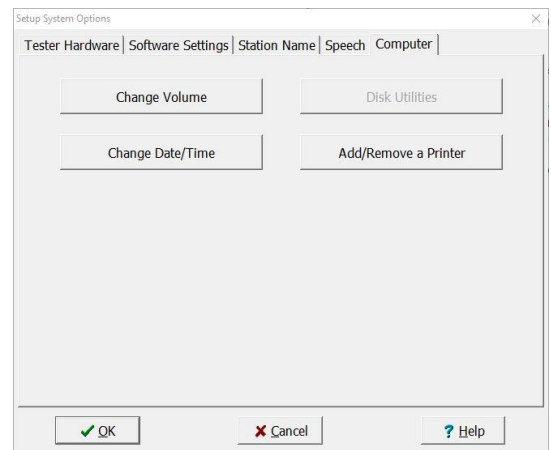 Setup System Options
Tester Hardware Software Settings Station Name Speech Computer
Change Volume Disk Utilities
Change Date/Time Add/Remove a Printer
OK Cancel Help